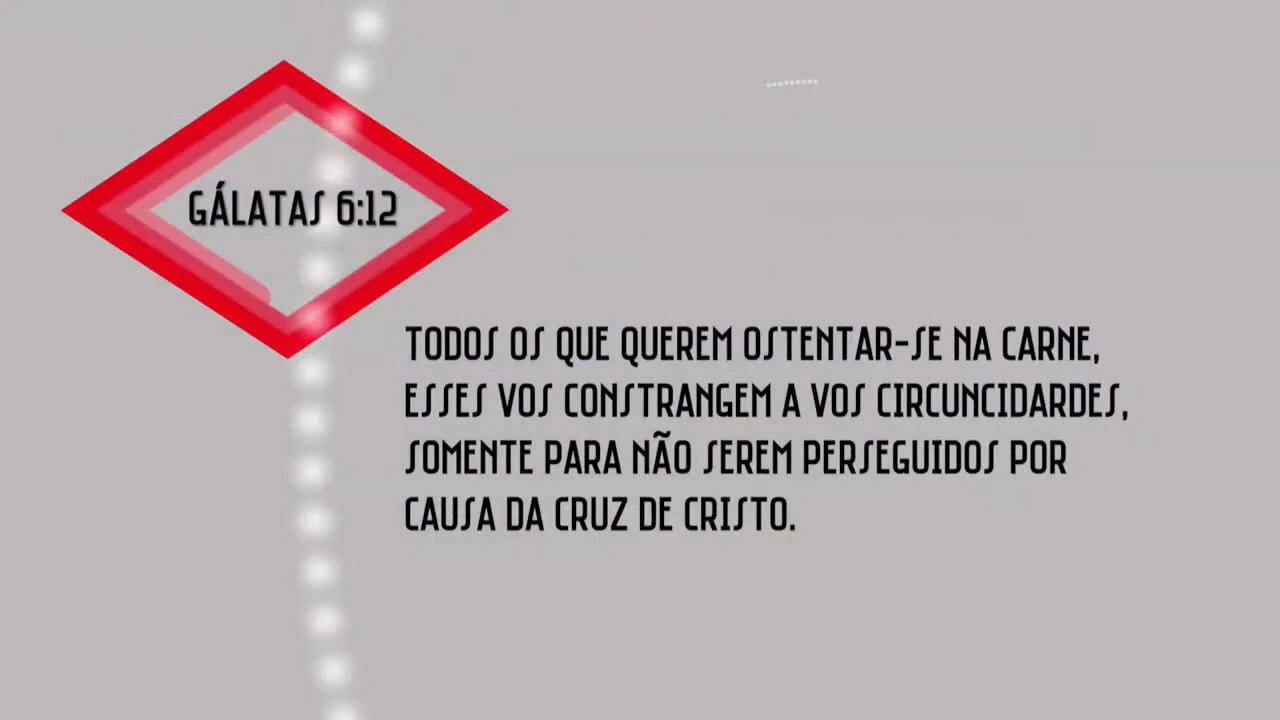 GÁLATAS 6:12
TODOS OS QUE QUEREM OSTENTAR-SE NA CARNE,
ESSES VOS CONSTRANGEM A VOS CIRCUNCIDARDES,
SOMENTE PARA NÃO SEREM PERSEGUIDOS POR
CAUSA DA CRUZ DE CRISTO.